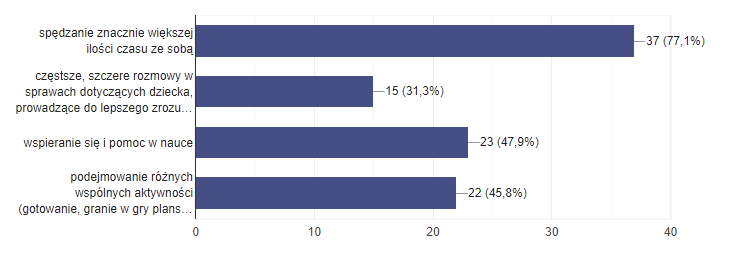 spędzanie znacznie większej
ilości czasu ze sobą
37 (77,1%)
częstsze, szczere rozmowy w
sprawach dotyczących dziecka,
prowadzące do lepszego zrozu…
15 (31,3%)
wspieranie się i pomoc w nauce
23 (47,9%)
podejmowanie różnych
wspólnych aktywności
(gotowanie, granie w gry plans…
22 (45,8%)
0 10 20 30 40